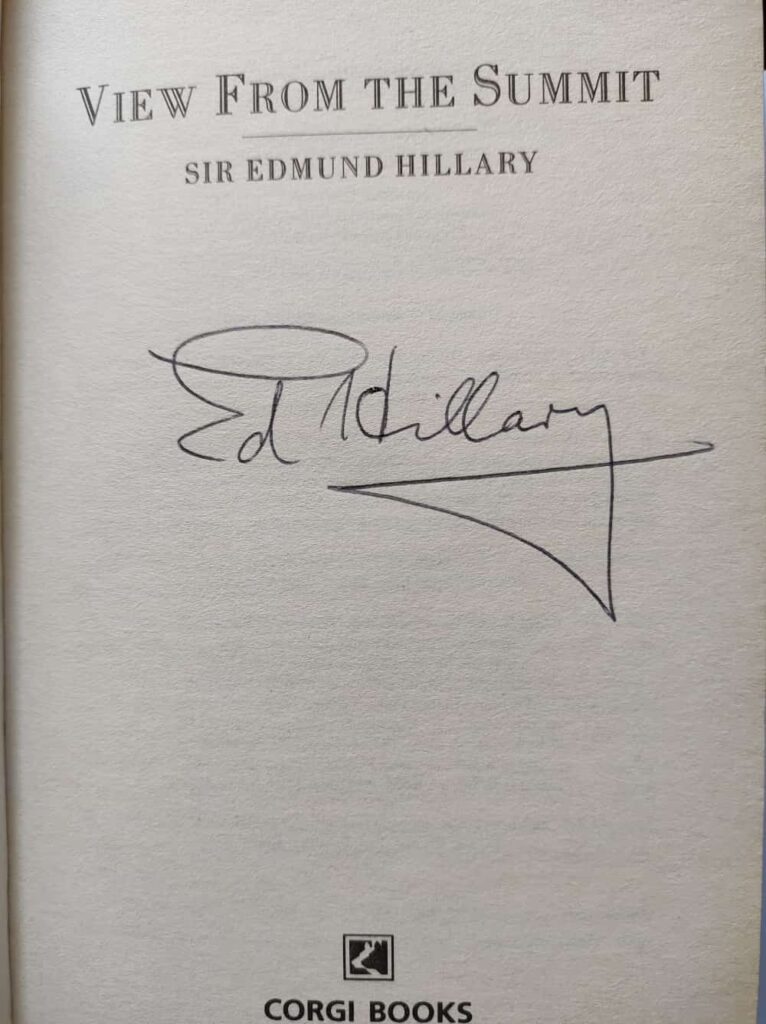 VIEW FROM THE SUMMIT
SIR EDMUND HILLARY
Ed Hillary
CORGI BOOKS